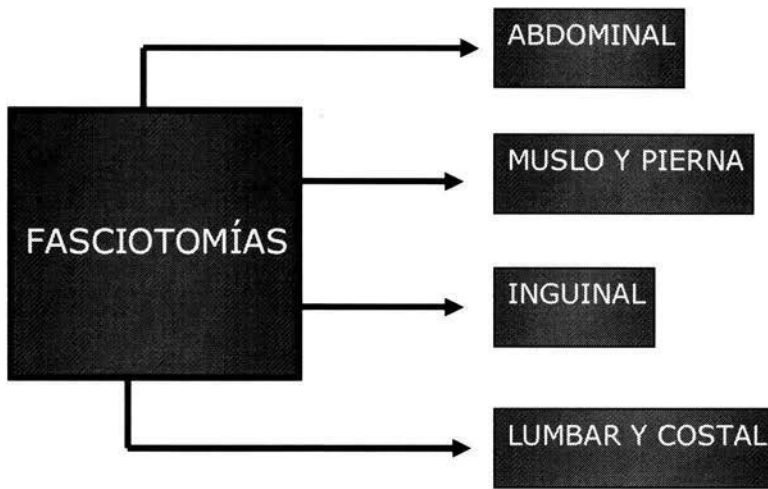 ABDOMINAL
MUSLO Y PIERNA
FASCIOTOMÍAS
INGUINAL
LUMBAR Y COSTAL